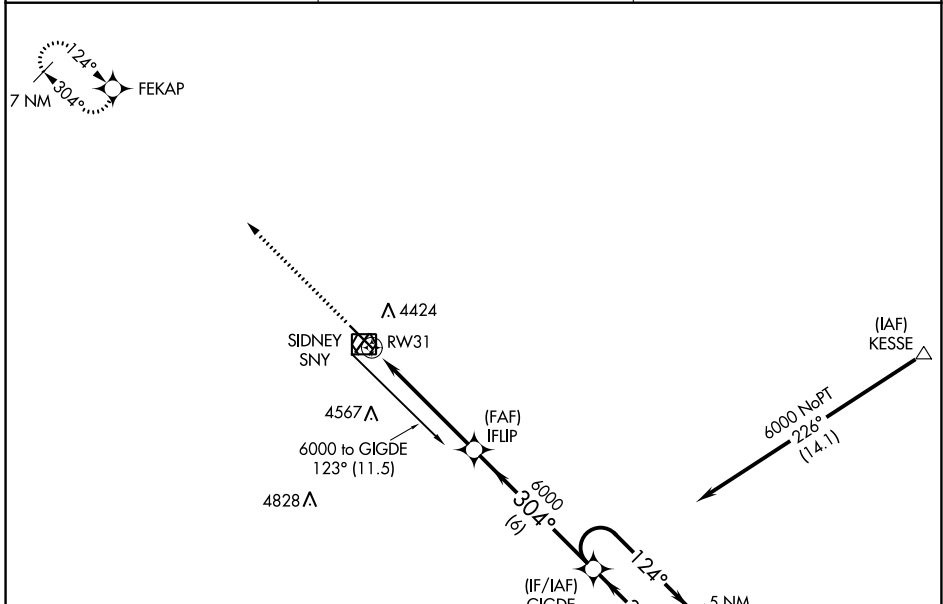 124°
FEKAP
304°
7 NM
4424
(IAF)
KESSE
SIDNEY
SNY
RW31
6000 NoPT
226°
(14.1)
4567
(FAF)
IFLIP
6000 to GIGDE
123° (11.5)
4828
6000
304°
(6)
124°
(IF/IAF)
GIGDE
5 NM